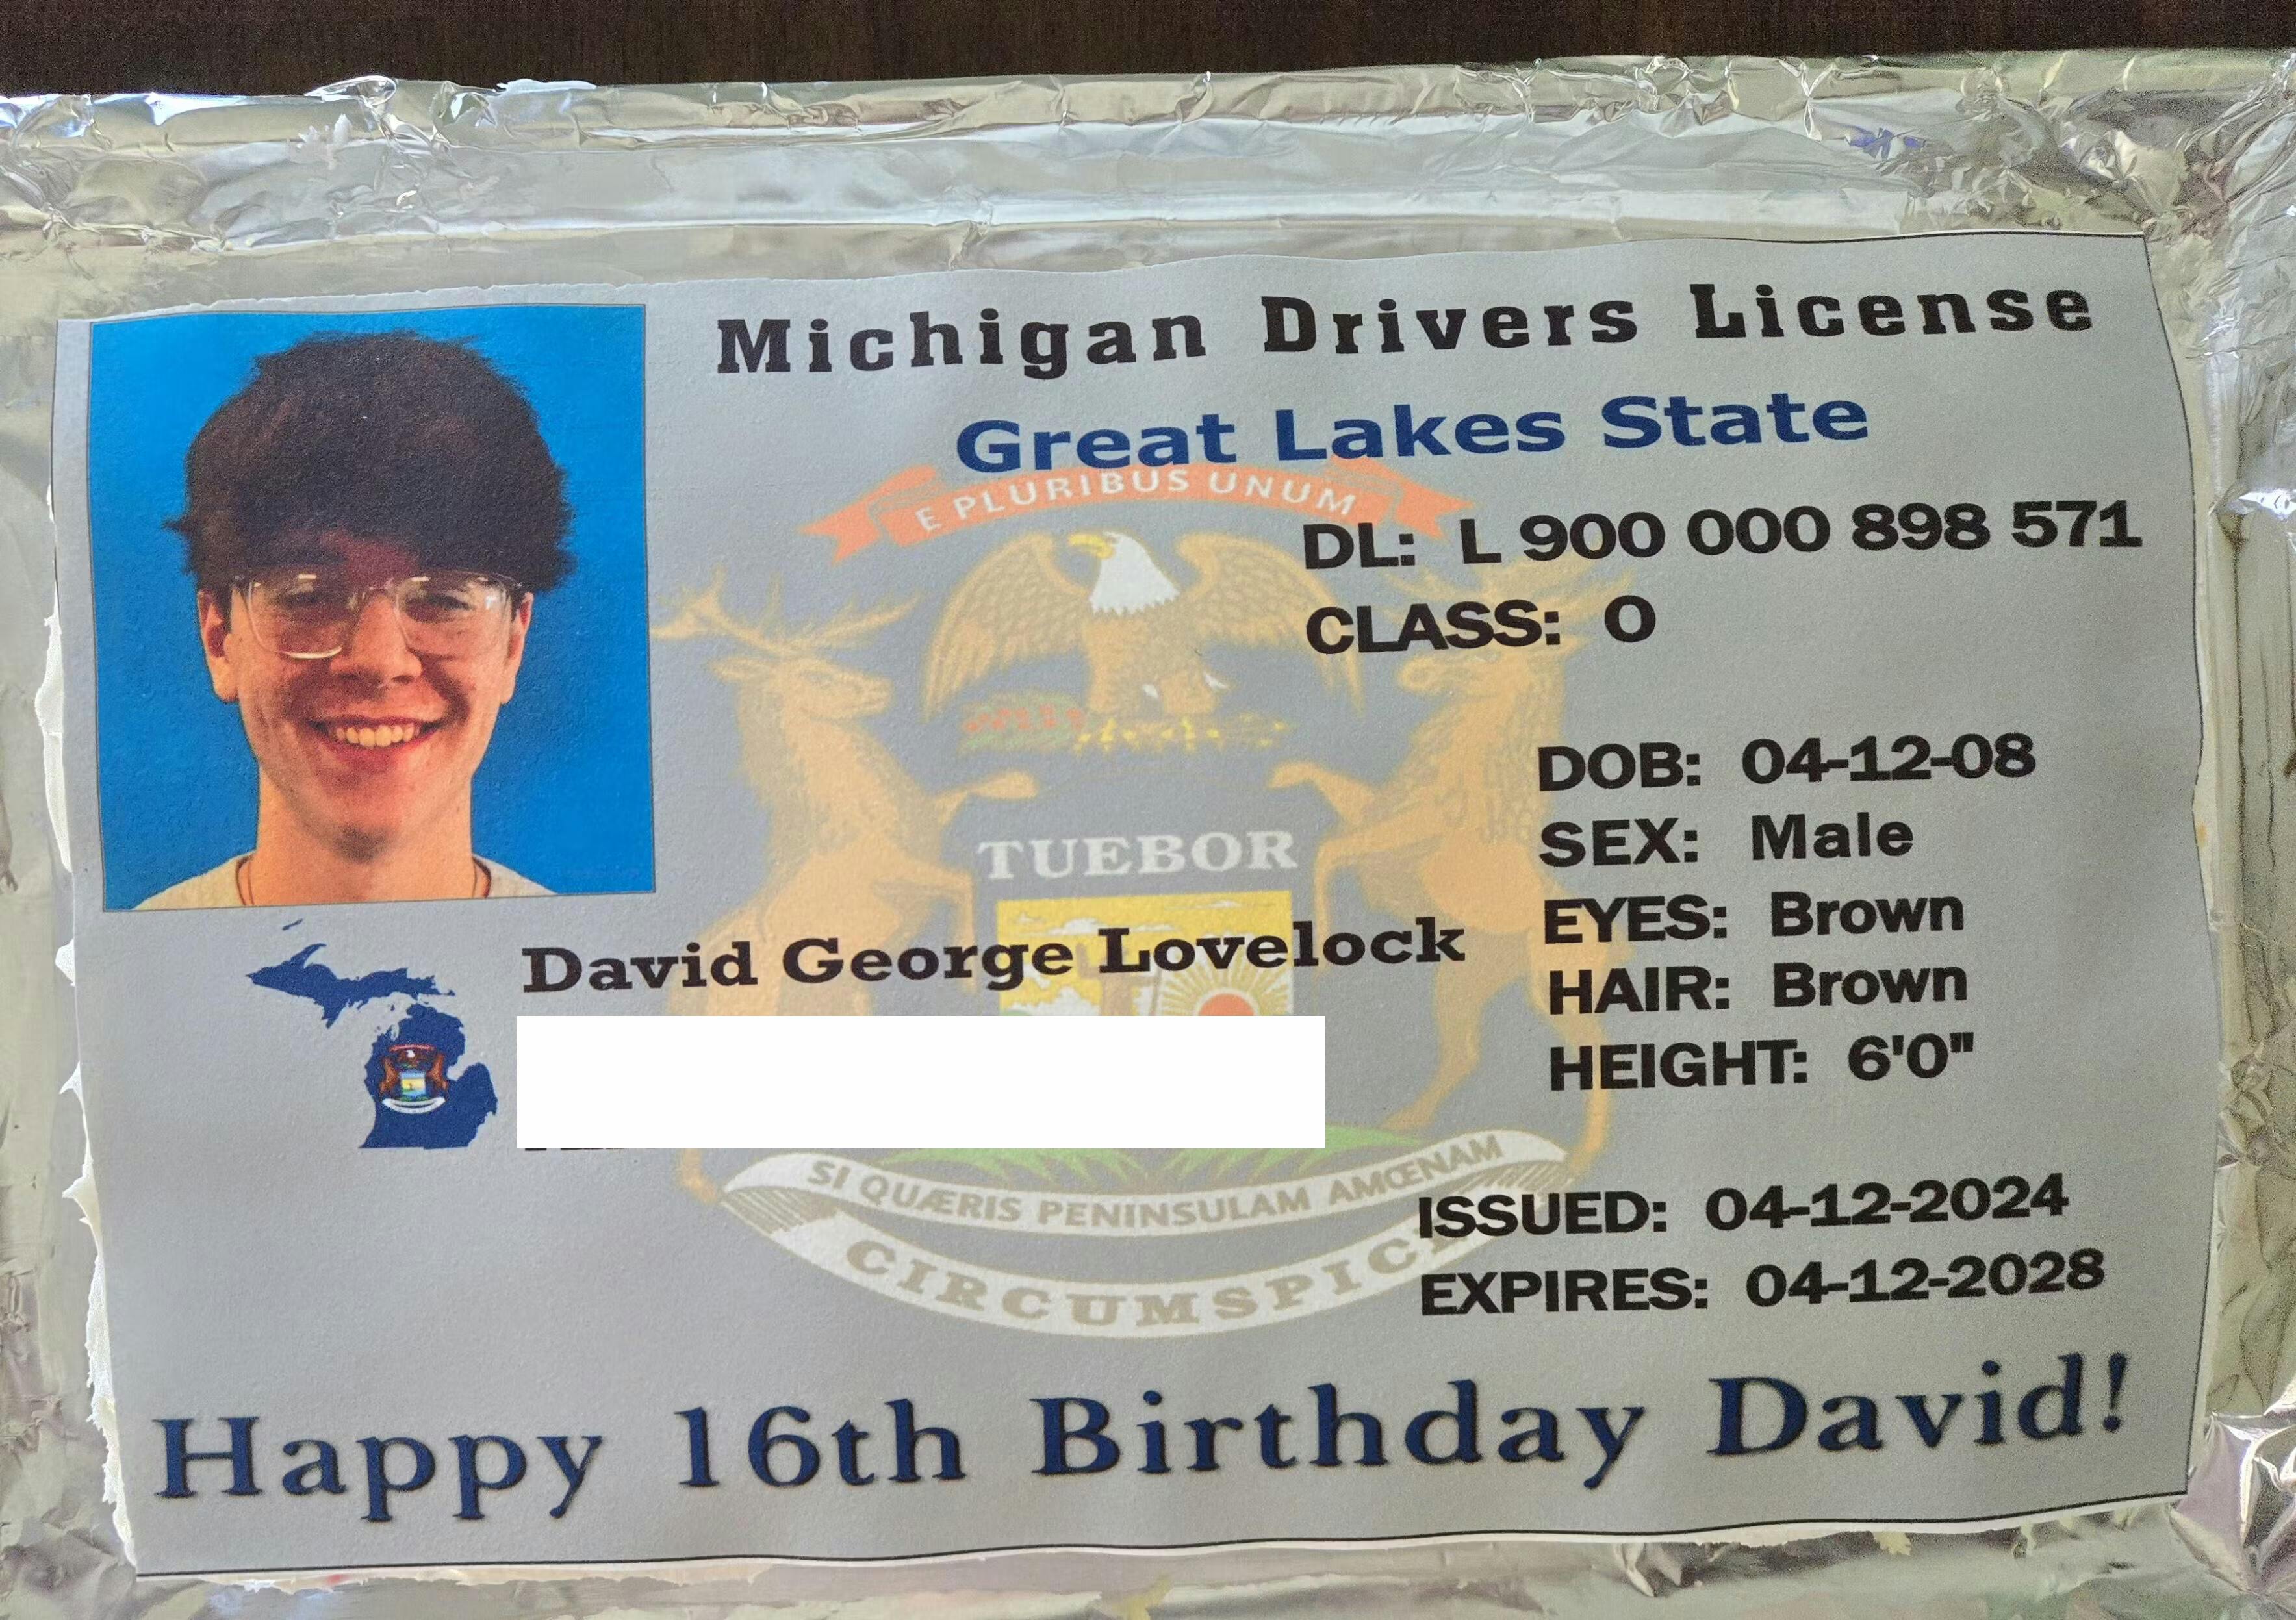 Michigan Drivers License
Great Lakes State
E PLURIBUS UNUM
DL: L 900 000 898 571
CLASS: O
DOB: 04-12-08
SEX: Male
TUEBOR
EYES: Brown
David George Lovelock
HAIR: Brown
HEIGHT: 6'0"
SI QUÆRIS PENINSULAM AMŒNAM
CIRCUMSPICE
ISSUED: 04-12-2024
EXPIRES: 04-12-2028
Happy 16th Birthday David!